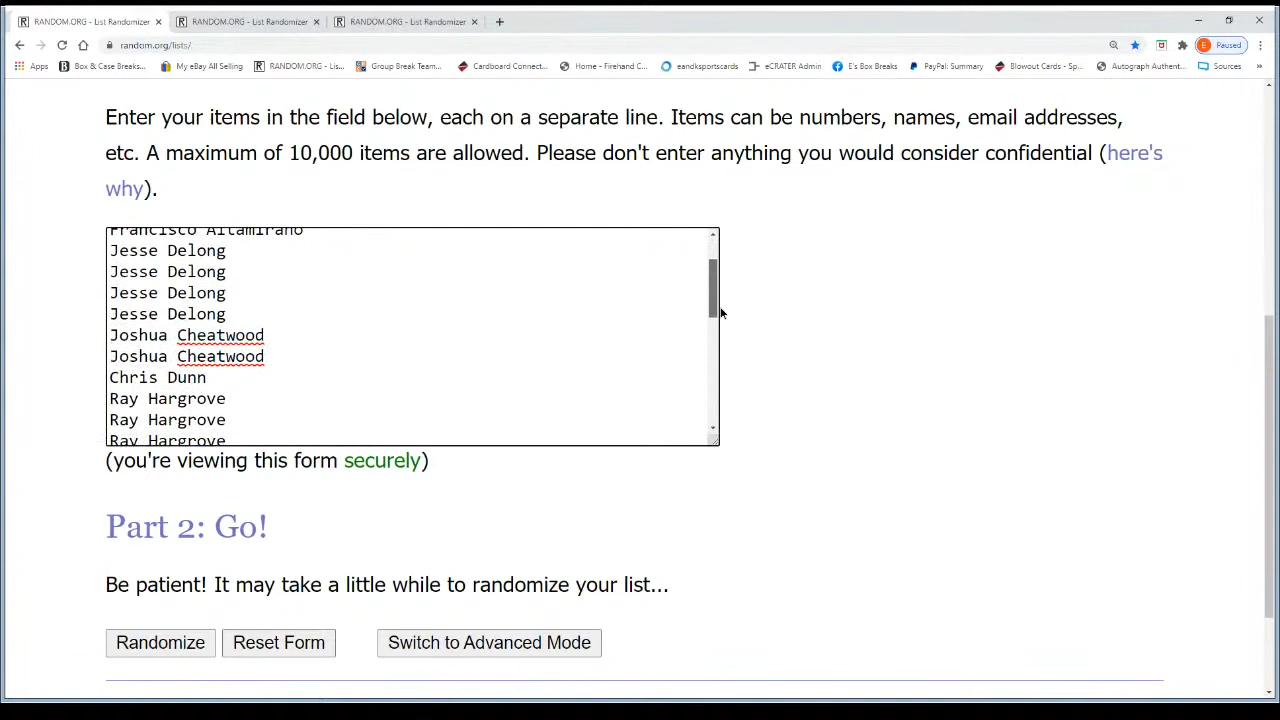 RANDOM.ORG - List Randomizer
RANDOM.ORG - List Randomizer
RANDOM.ORG - List Randomizer
random.org/lists/
E Paused
Apps
Box & Case Breaks...
My eBay All Selling
RANDOM.ORG - Lis...
Group Break Team...
Cardboard Connect...
Home - Firehand C...
eandksportscards
eCRATER Admin
E's Box Breaks
PayPal: Summary
Blowout Cards - Sp...
Autograph Authent...
Sources
Enter your items in the field below, each on a separate line. Items can be numbers, names, email addresses,
etc. A maximum of 10,000 items are allowed. Please don't enter anything you would consider confidential (here's
why).
Francisco Altamirano
Jesse Delong
Jesse Delong
Jesse Delong
Jesse Delong
Joshua Cheatwood
Joshua Cheatwood
Chris Dunn
Ray Hargrove
Ray Hargrove
Ray Hargrove
(you're viewing this form securely)
Part 2: Go!
Be patient! It may take a little while to randomize your list...
Randomize
Reset Form
Switch to Advanced Mode